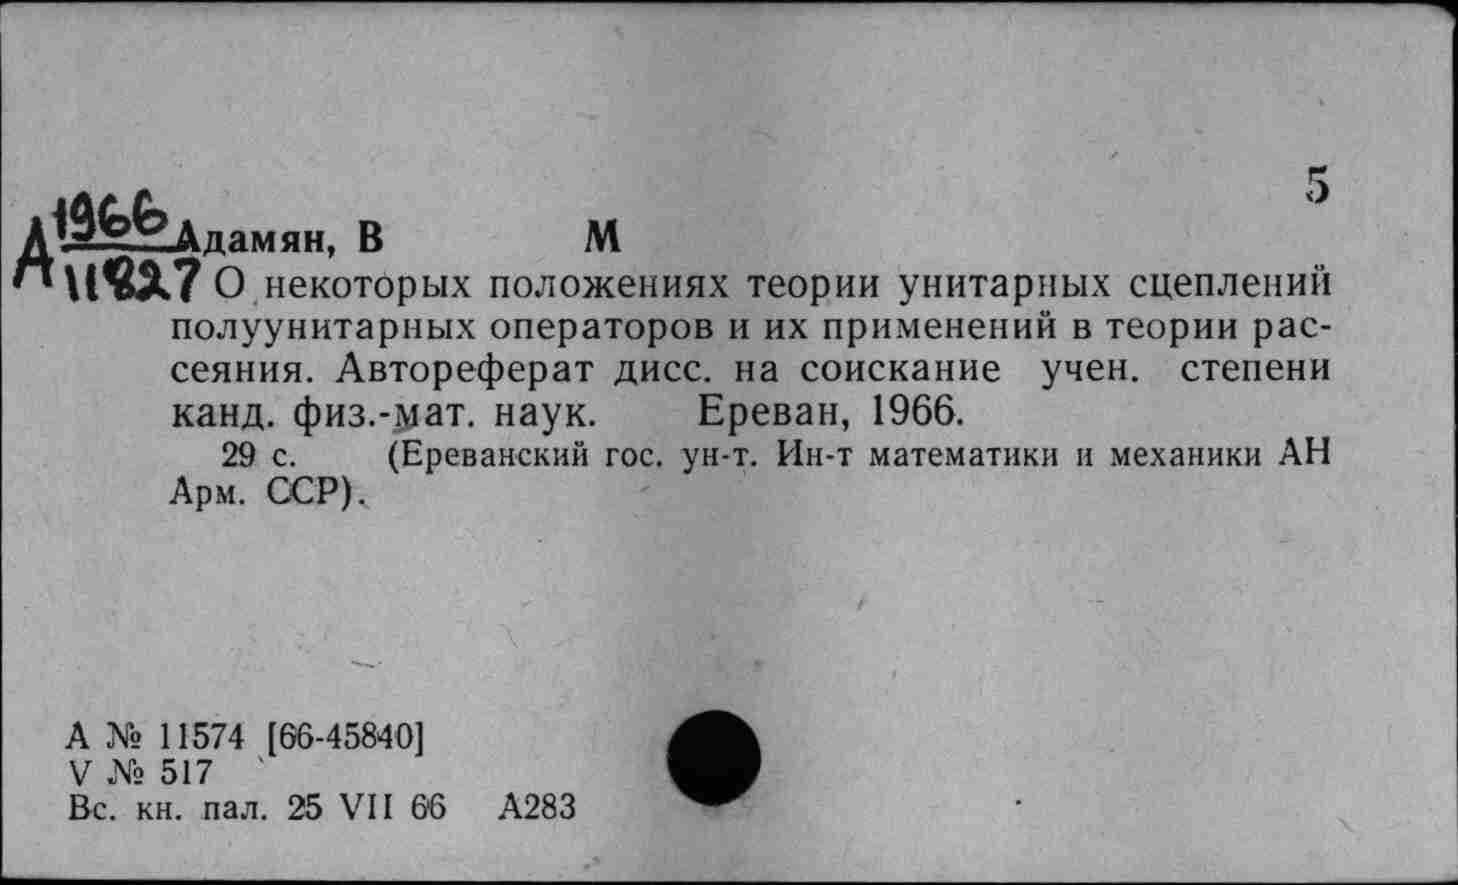 5
А 1966
Адамян, В М
11827 О некоторых положениях теории унитарных сцеплений
полуунитарных операторов и их применений в теории рас-
сеяния. Автореферат дисс. на соискание учен. степени
канд. физ.-мат. наук. Ереван, 1966.
29 с. (Ереванский гос. ун-т. Ин-т математики и механики АН
Арм. ССР).
А № 11574 [66-45840]
V № 517
Вс. кн. пал. 25 VII 66 А283